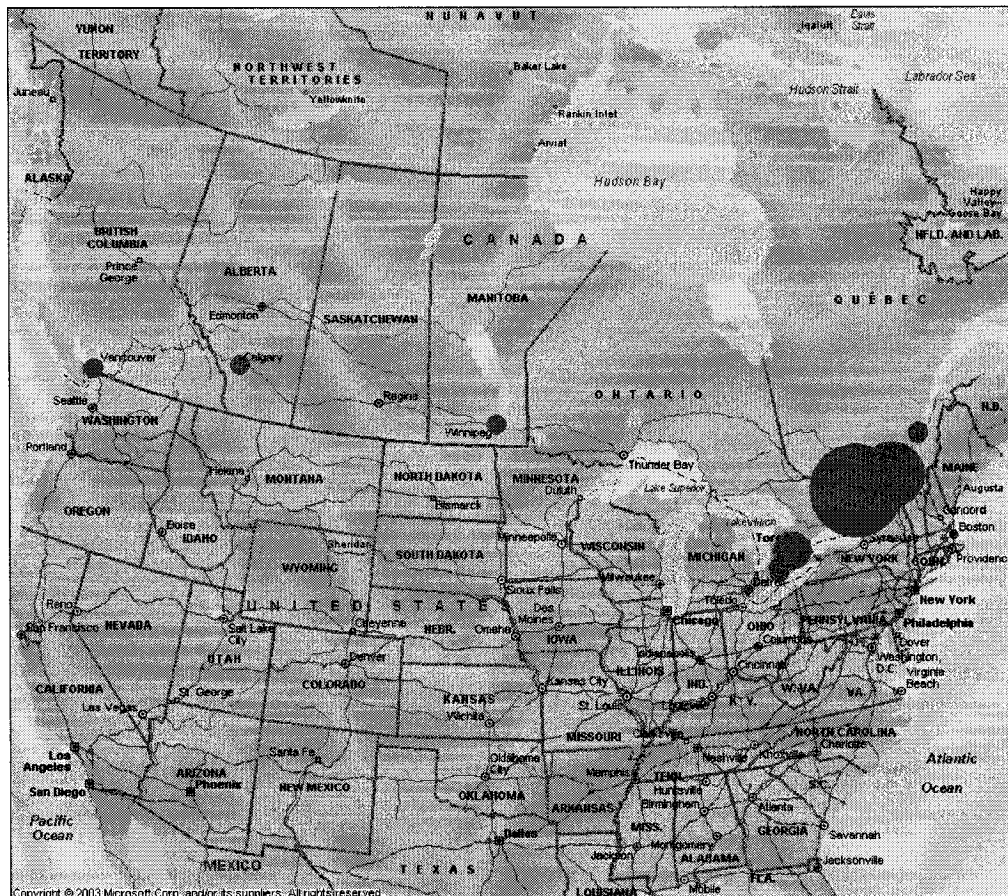 NUNAVUT
Davis
Strait
Iqaluit
YUKON
TERRITORY
NORTHWEST
TERRITORIES
Baker Lake
Labrador Sea
Hudson Strait
Yellowknife
Juneau
Rankin Inlet
Arviat
ALASKA
Hudson Bay
Happy
Valley-
Goose Bay
NFLD. AND LAB.
BRITISH
COLUMBIA
CANADA
Prince
George
ALBERTA
MANITOBA
QUÉBEC
Edmonton
SASKATCHEWAN
Vancouver
Calgary
ONTARIO
Regina
Seattle
WASHINGTON
Winnipeg
N.B.
Portland
Helena
MONTANA
NORTH DAKOTA
MINNESOTA
Thunder Bay
MAINE
Duluth
Lake Superior
Augusta
Bismarck
OREGON
Concord
Boise
IDAHO
Boston
Sheridan
Minneapolis
WISCONSIN
MICHIGAN
SOUTH DAKOTA
NEW YORK
CONN.
Providence
WYOMING
Milwaukee
Sioux Falls
Toledo
New York
Reno
UNITED STATES
Des
Moines
Chicago
OHIO
PENNSYLVANIA
Philadelphia
San Francisco
NEVADA
Salt Lake
City
Cheyenne
NEBR.
Omaha
IOWA
Columbus
Dover
Washington,
D.C.
UTAH
Denver
Indianapolis
Cincinnati
Virginia
Beach
CALIFORNIA
St. George
COLORADO
KANSAS
Kansas City
ILLINOIS
IND.
W. VA.
VA.
Las Vegas
Wichita
St. Louis
Louisville
KY.
MISSOURI
NORTH CAROLINA
Charlotte
Los
Angeles
Santa Fe
Oklahoma
City
Nashville
Knoxville
Atlantic
Ocean
ARIZONA
Phoenix
San Diego
NEW MEXICO
OKLAHOMA
Memphis
TENN.
Huntsville
S.C.
ARKANSAS
Birmingham
Atlanta
Pacific
Ocean
MISS.
GEORGIA
Dallas
Montgomery
Savannah
MEXICO
TEXAS
Jackson
ALABAMA
Jacksonville
FLA.
LOUISIANA
Mobile
Copyright © 2003 Microsoft Corp. and/or its suppliers. All rights reserved.